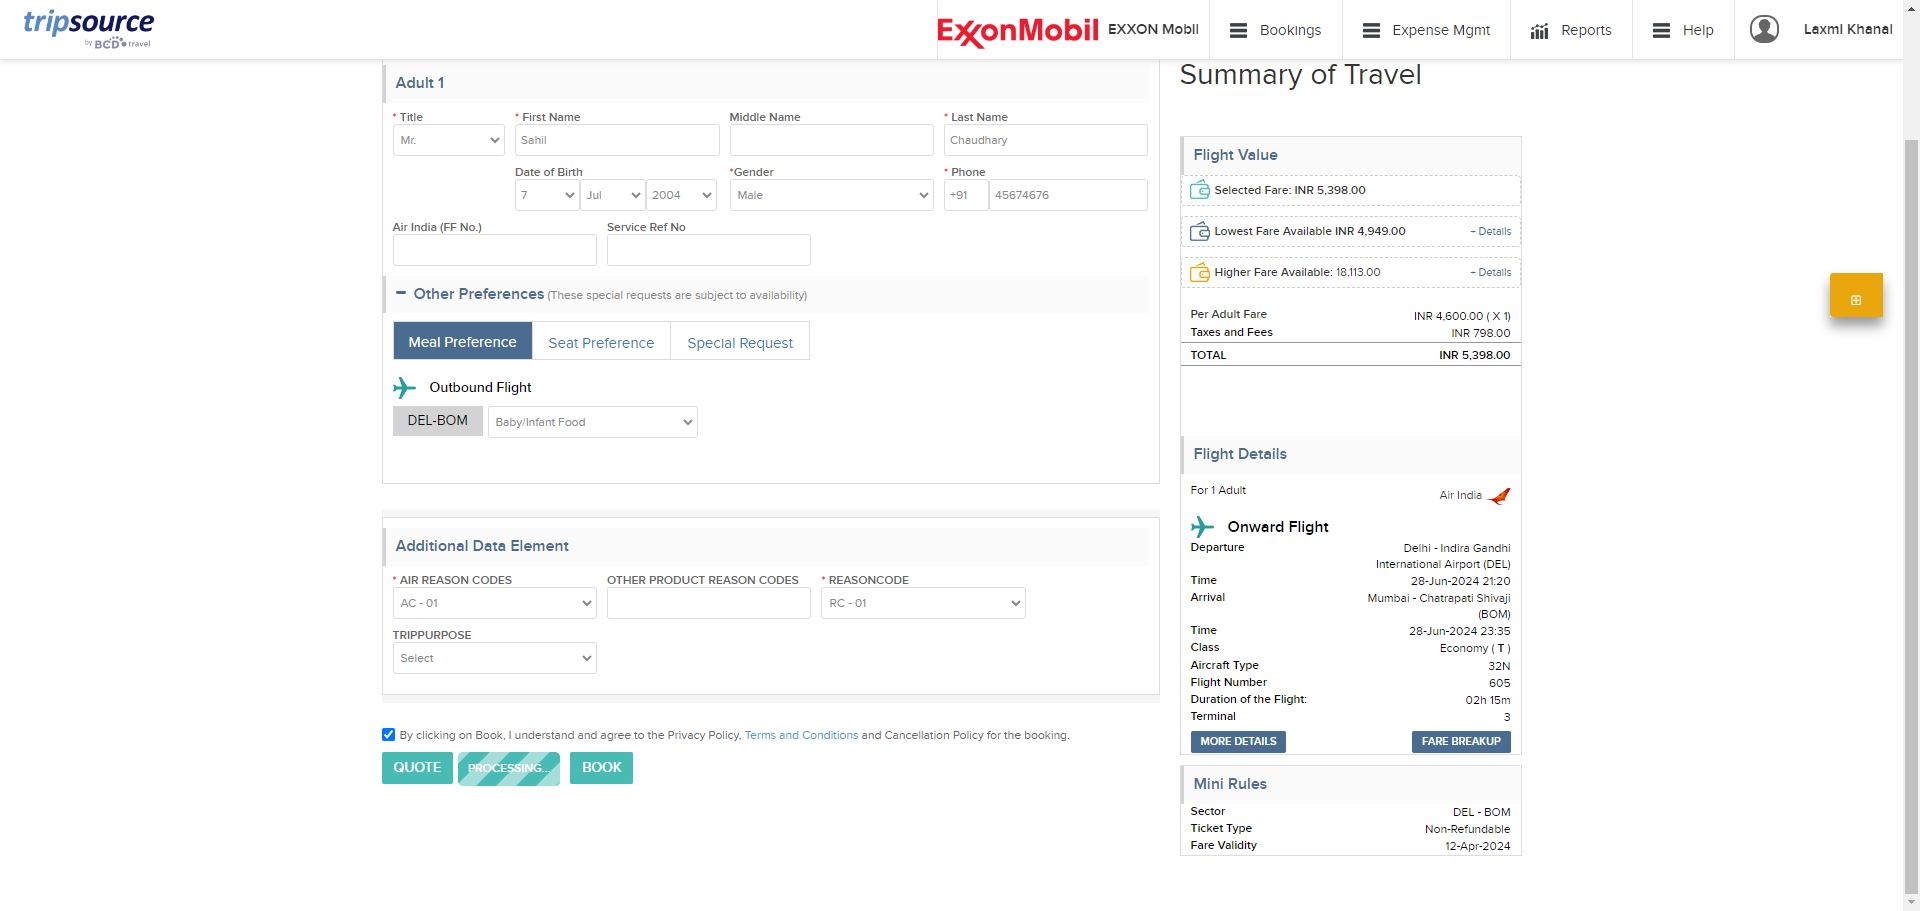 tripsource
by BCD travel
ExxonMobil
EXXON Mobil
Bookings
Expense Mgmt
Reports
Help
Laxmi Khanal
Adult 1
* Title
* First Name
Middle Name
* Last Name
Mr.
Sahil
Chaudhary
Date of Birth
*Gender
* Phone
7
Jul
2004
Male
+91
45674676
Air India (FF No.)
Service Ref No
Other Preferences (These special requests are subject to availability)
Meal Preference
Seat Preference
Special Request
Outbound Flight
DEL-BOM
Baby/Infant Food
Additional Data Element
* AIR REASON CODES
OTHER PRODUCT REASON CODES
* REASONCODE
AC - 01
RC - 01
TRIPPURPOSE
Select
By clicking on Book, I understand and agree to the Privacy Policy, Terms and Conditions and Cancellation Policy for the booking.
QUOTE
PROCESSING...
BOOK
Summary of Travel
Flight Value
Selected Fare: INR 5,398.00
Lowest Fare Available INR 4,949.00
+ Details
Higher Fare Available: 18,113.00
+ Details
Per Adult Fare INR 4,600.00 ( X 1)
Taxes and Fees INR 798.00
TOTAL INR 5,398.00
Flight Details
For 1 Adult
Air India
Onward Flight
Departure Delhi - Indira Gandhi
International Airport (DEL)
Time 28-Jun-2024 21:20
Arrival Mumbai - Chatrapati Shivaji
(BOM)
Time 28-Jun-2024 23:35
Class Economy ( T )
Aircraft Type 32N
Flight Number 605
Duration of the Flight: 02h 15m
Terminal 3
MORE DETAILS
FARE BREAKUP
Mini Rules
Sector DEL - BOM
Ticket Type Non-Refundable
Fare Validity 12-Apr-2024